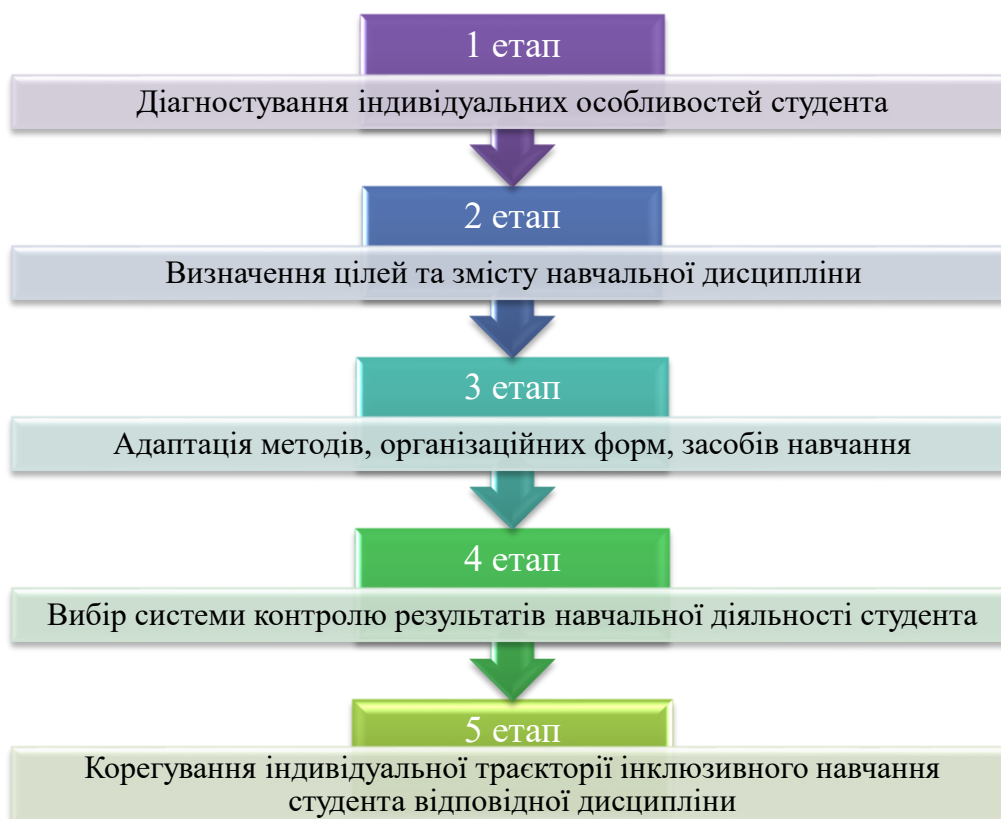 1 етап
Діагностування індивідуальних особливостей студента
2 етап
Визначення цілей та змісту навчальної дисципліни
3 етап
Адаптація методів, організаційних форм, засобів навчання
4 етап
Вибір системи контролю результатів навчальної діяльності студента
5 етап
Корегування індивідуальної траєкторії інклюзивного навчання
студента відповідної дисципліни